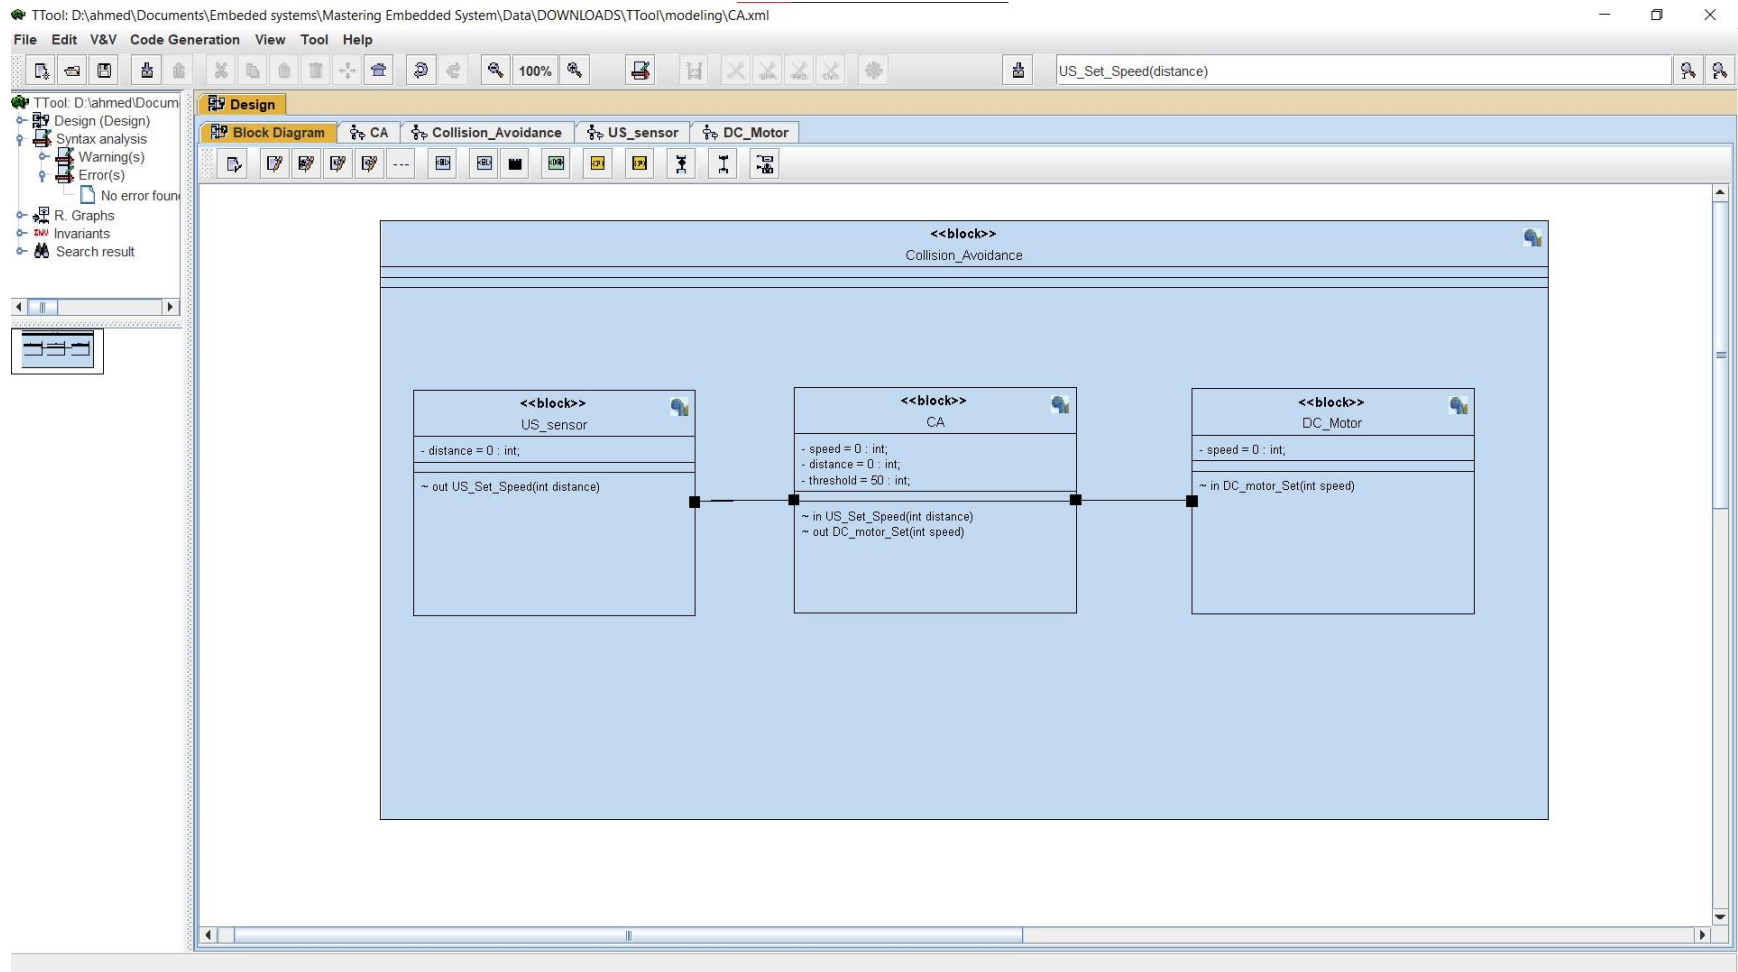 TTool: D:\ahmed\Documents\Embeded systems\Mastering Embedded System\Data\DOWNLOADS\TTool\modeling\CA.xml
File Edit V&V Code Generation View Tool Help
100%
US_Set_Speed(distance)
TTool: D:\ahmed\Docum
Design (Design)
Syntax analysis
Warning(s)
Error(s)
No error foun
R. Graphs
INV Invariants
Search result
Design
Block Diagram CA Collision_Avoidance US_sensor DC_Motor
<<block>>
Collision_Avoidance
<<block>>
US_sensor
- distance = 0 : int;
~ out US_Set_Speed(int distance)
<<block>>
CA
- speed = 0 : int;
- distance = 0 : int;
- threshold = 50 : int;
~ in US_Set_Speed(int distance)
~ out DC_motor_Set(int speed)
<<block>>
DC_Motor
- speed = 0 : int;
~ in DC_motor_Set(int speed)